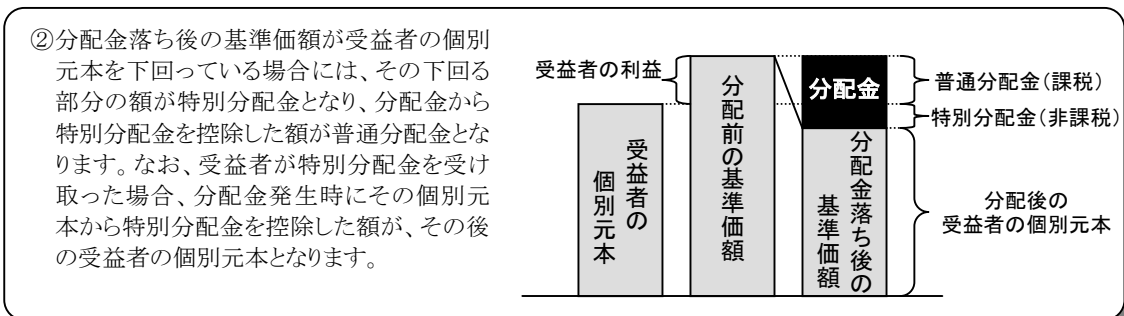 ②分配金落ち後の基準価額が受益者の個別
元本を下回っている場合には、その下回る
部分の額が特別分配金となり、分配金から
特別分配金を控除した額が普通分配金とな
ります。なお、受益者が特別分配金を受け
取った場合、分配金発生時にその個別元
本から特別分配金を控除した額が、その後
の受益者の個別元本となります。
受益者の利益
受益者の
個別元本
分配前の基準価額
分配金
分配金落ち後の
基準価額
普通分配金(課税)
特別分配金(非課税)
分配後の
受益者の個別元本